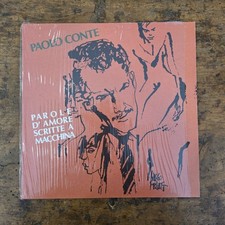 PAOLO CONTE
PAROLE
D'AMORE
SCRITTE A
MACCHINA